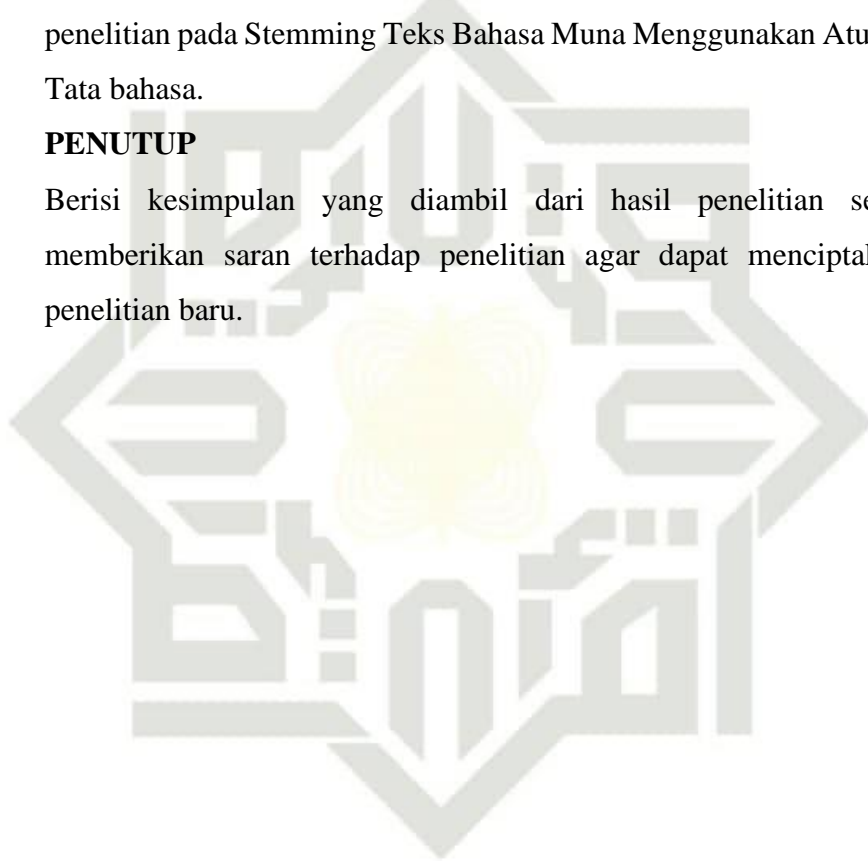 penelitian pada Stemming Teks Bahasa Muna Menggunakan Atu
Tata bahasa.
PENUTUP
Berisi kesimpulan yang diambil dari hasil penelitian se
memberikan saran terhadap penelitian agar dapat mencipta
penelitian baru.